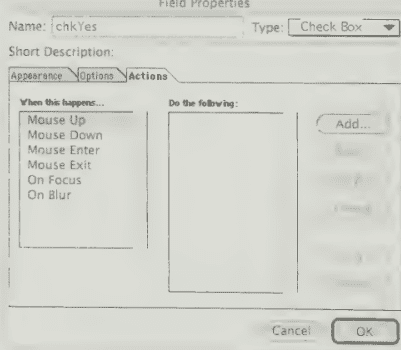 Field Properties
Name: chkYes Type: Check Box
Short Description:
Appearance Options Actions
When this happens... Do the following:
Mouse Up
Mouse Down
Mouse Enter
Mouse Exit
On Focus
On Blur
Add...
Cancel OK